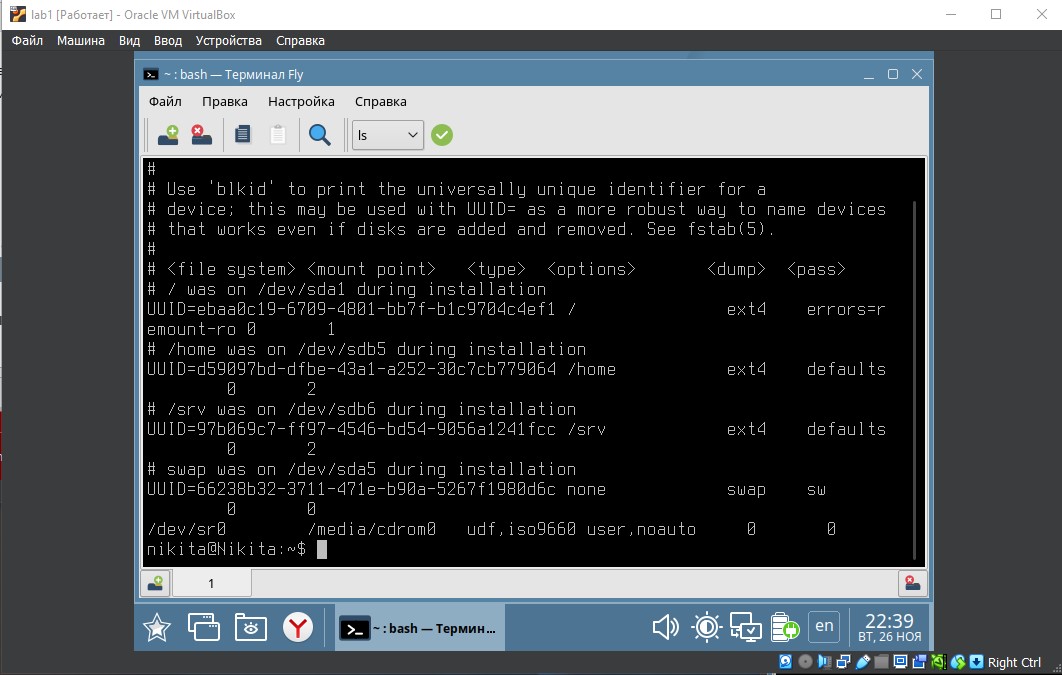 lab1 [Работает] - Oracle VM VirtualBox
Файл Машина Вид Ввод Устройства Справка
~ : bash — Терминал Fly
Файл Правка Настройка Справка
ls
#
# Use 'blkid' to print the universally unique identifier for a
# device; this may be used with UUID= as a more robust way to name devices
# that works even if disks are added and removed. See fstab(5).
#
# <file system> <mount point> <type> <options> <dump> <pass>
# / was on /dev/sda1 during installation
UUID=ebaa0c19-6709-4801-bb7f-b1c9704c4ef1 / ext4 errors=r
emount-ro 0 1
# /home was on /dev/sdb5 during installation
UUID=d59097bd-dfbe-43a1-a252-30c7cb779064 /home ext4 defaults
0 2
# /srv was on /dev/sdb6 during installation
UUID=97b069c7-ff97-4546-bd54-9056a1241fcc /srv ext4 defaults
0 2
# swap was on /dev/sda5 during installation
UUID=66238b32-3711-471e-b90a-5267f1980d6c none swap sw
0 0
/dev/sr0 /media/cdrom0 udf,iso9660 user,noauto 0 0
nikita@Nikita:~$
1
~ : bash — Термин...
en
22:39
ВТ, 26 НОЯ
Right Ctrl